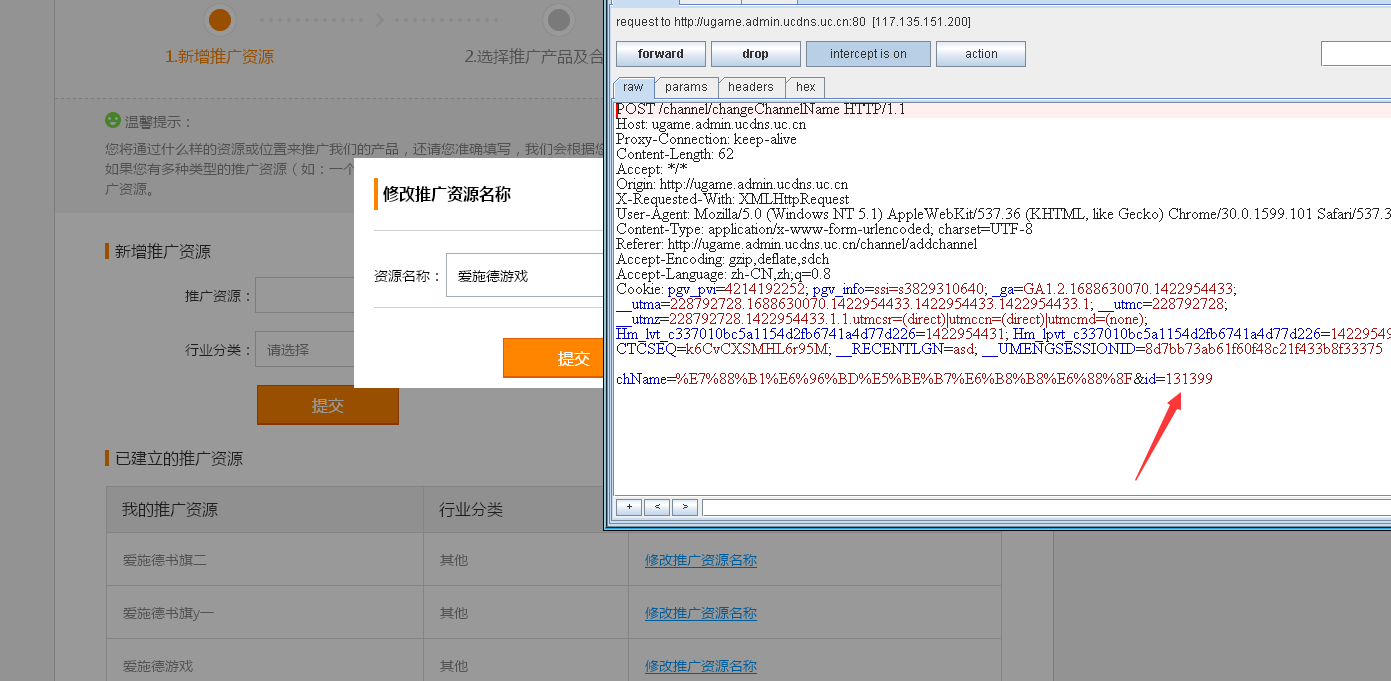 1.新增推广资源
2.选择推广产品及合
温馨提示：
您将通过什么样的资源或位置来推广我们的产品，还请您准确填写，我们会根据您
如果您有多种类型的推广资源（如：一个
广资源。
新增推广资源
推广资源：
行业分类：
请选择
提交
已建立的推广资源
我的推广资源
行业分类
爱施德书旗二
其他
修改推广资源名称
爱施德书旗y一
其他
修改推广资源名称
爱施德游戏
其他
修改推广资源名称
修改推广资源名称
资源名称：
爱施德游戏
提交
request to http://ugame.admin.ucdns.uc.cn:80 [117.135.151.200]
forward
drop
intercept is on
action
raw
params
headers
hex
POST /channel/changeChannelName HTTP/1.1
Host: ugame.admin.ucdns.uc.cn
Proxy-Connection: keep-alive
Content-Length: 62
Accept: */*
Origin: http://ugame.admin.ucdns.uc.cn
X-Requested-With: XMLHttpRequest
User-Agent: Mozilla/5.0 (Windows NT 5.1) AppleWebKit/537.36 (KHTML, like Gecko) Chrome/30.0.1599.101 Safari/537.3
Content-Type: application/x-www-form-urlencoded; charset=UTF-8
Referer: http://ugame.admin.ucdns.uc.cn/channel/addchannel
Accept-Encoding: gzip,deflate,sdch
Accept-Language: zh-CN,zh;q=0.8
Cookie: pgv_pvi=4214192252; pgv_info=ssi=s3829310640; _ga=GA1.2.1688630070.1422954433;
__utma=228792728.1688630070.1422954433.1422954433.1422954433.1; __utmc=228792728;
__utmz=228792728.1422954433.1.1.utmcsr=(direct)|utmccn=(direct)|utmcmd=(none);
Hm_lvt_c337010bc5a1154d2fb6741a4d77d226=1422954431; Hm_lpvt_c337010bc5a1154d2fb6741a4d77d226=14229549
CTCSEQ=k6CvCXSMHL6r95M; __RECENTLGN=asd; __UMENGSESSIONID=8d7bb73ab61f60f48c21f433b8f33375
chName=%E7%88%B1%E6%96%BD%E5%BE%B7%E6%B8%B8%E6%88%8F&id=131399
+
<
>